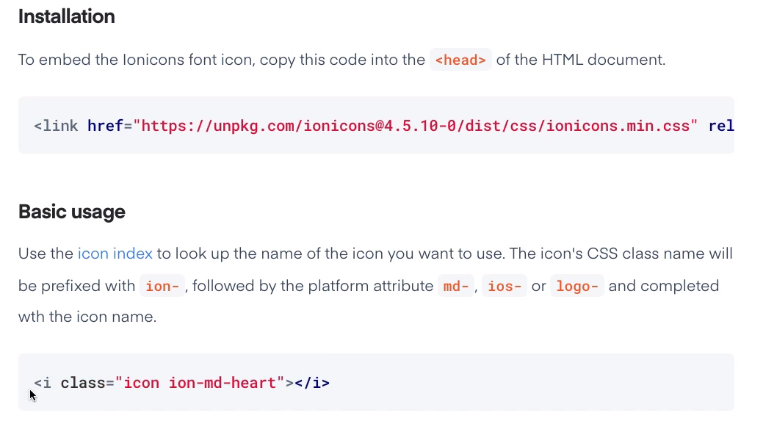 Installation
To embed the Ionicons font icon, copy this code into the <head> of the HTML document.
<link href="https://unpkg.com/ionicons@4.5.10-0/dist/css/ionicons.min.css" rel
Basic usage
Use the icon index to look up the name of the icon you want to use. The icon's CSS class name will
be prefixed with ion-, followed by the platform attribute md-, ios- or logo- and completed
wth the icon name.
<i class="icon ion-md-heart"></i>